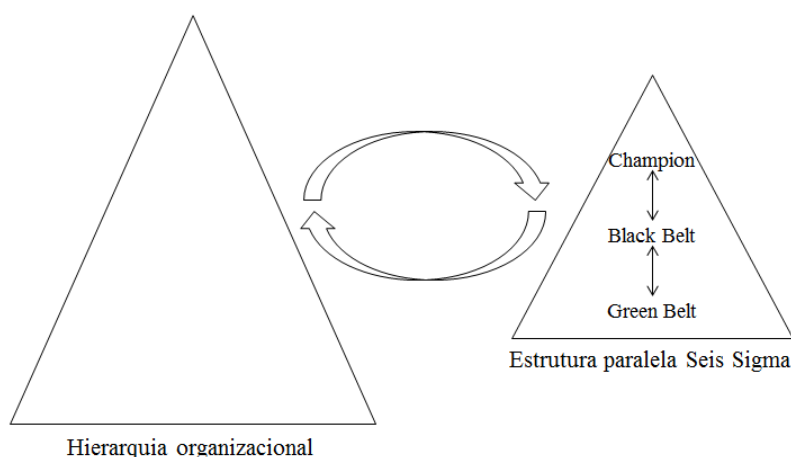 Champion
Black Belt
Green Belt
Estrutura paralela Seis Sigma
Hierarquia organizacional